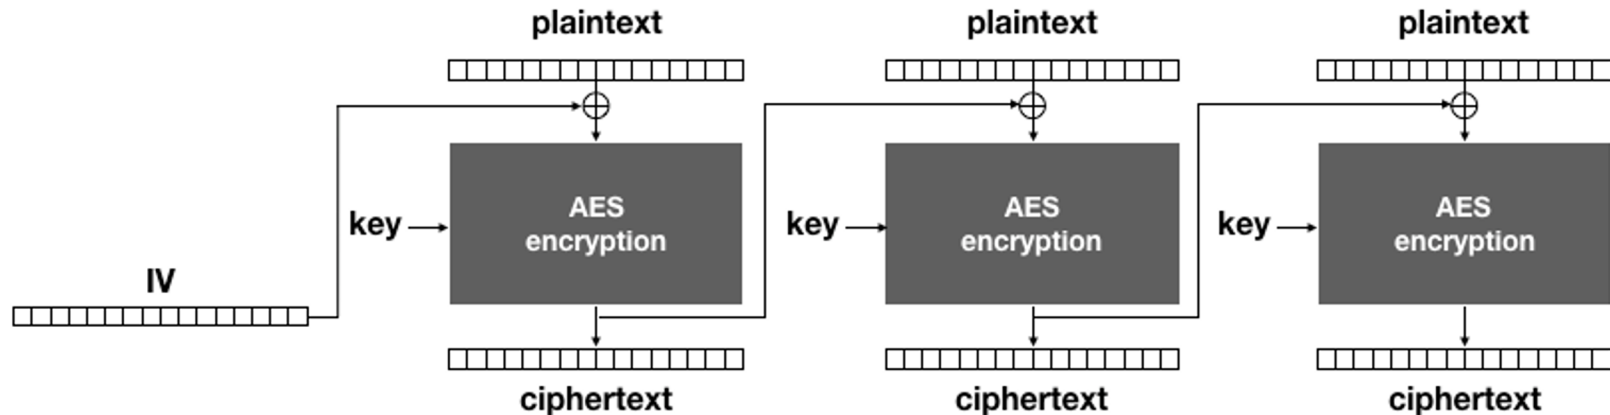 plaintext
plaintext
plaintext
key
AES
encryption
key
AES
encryption
key
AES
encryption
IV
ciphertext
ciphertext
ciphertext